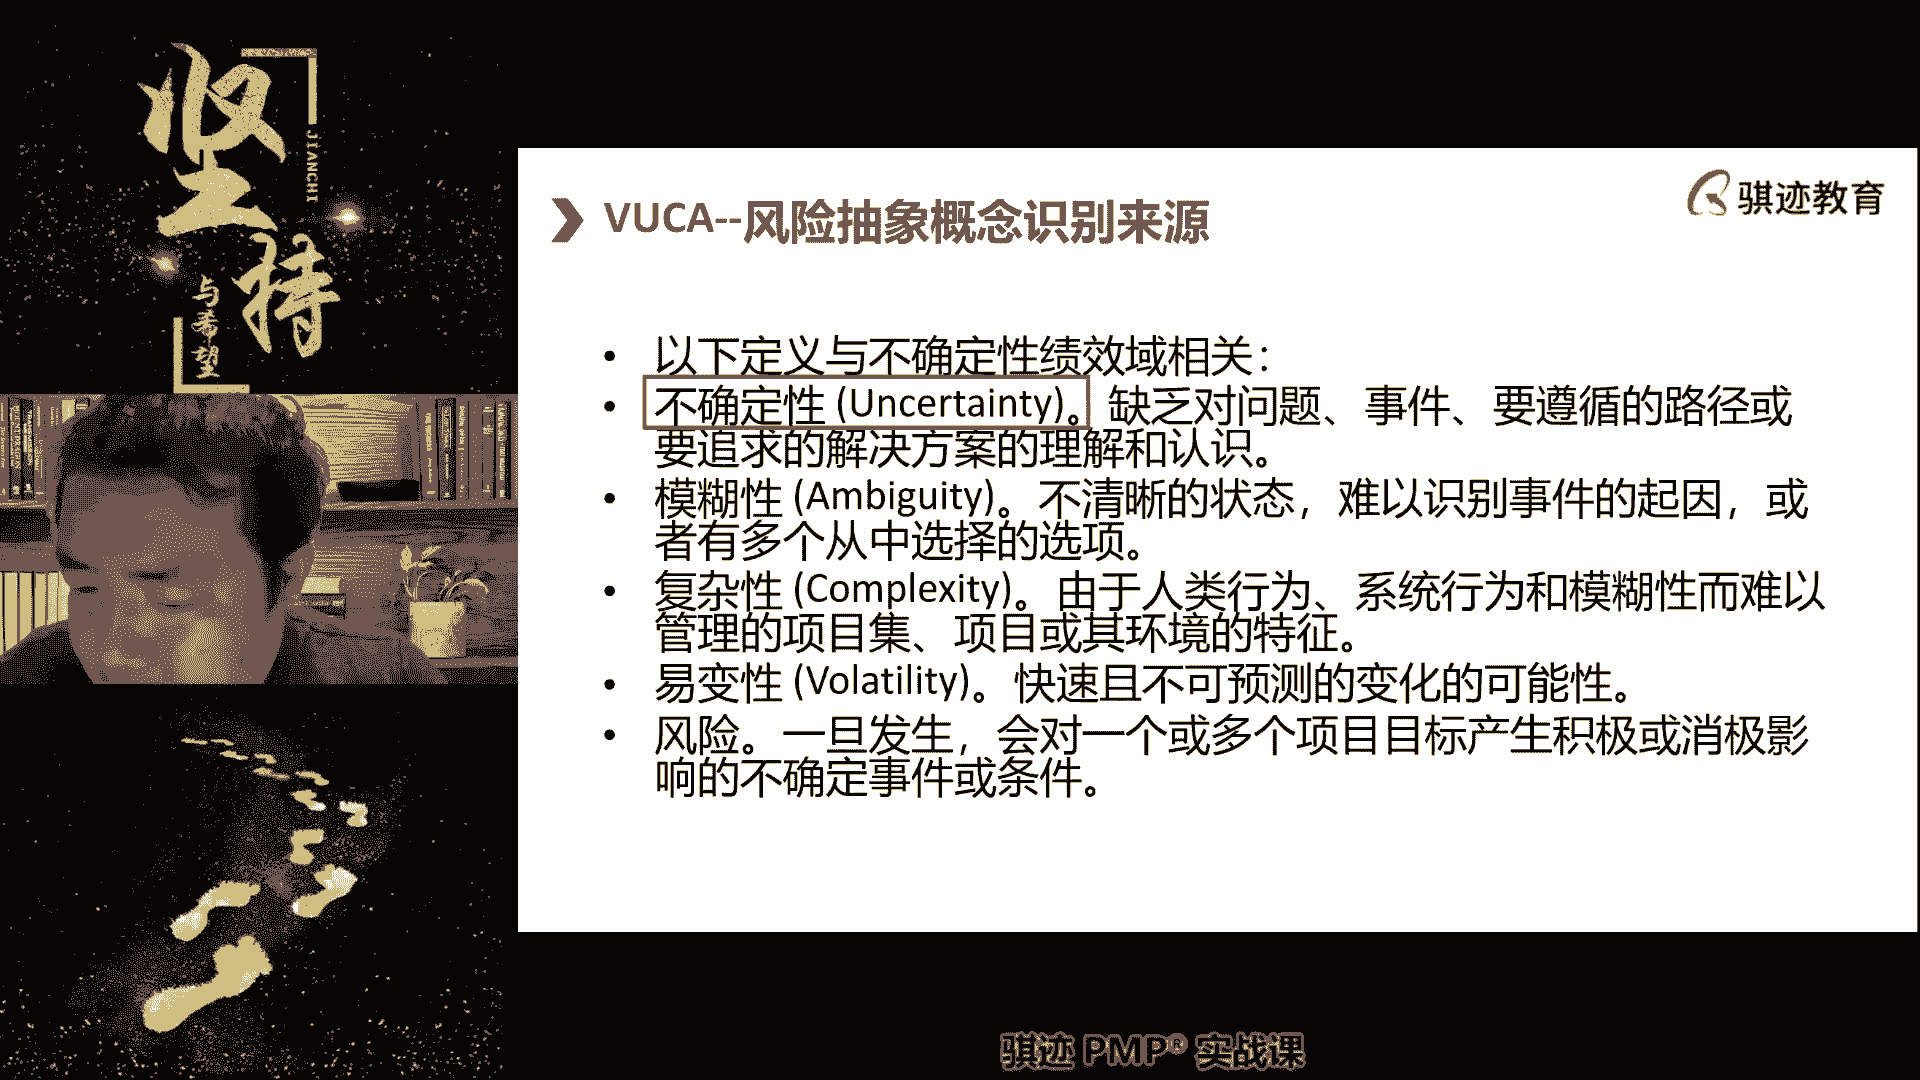 坚持
JIANCHI
与希望
骐迹教育
VUCA--风险抽象概念识别来源
• 以下定义与不确定性绩效域相关：
• 不确定性 (Uncertainty)。缺乏对问题、事件、要遵循的路径或
要追求的解决方案的理解和认识。
• 模糊性 (Ambiguity)。不清晰的状态，难以识别事件的起因，或
者有多个从中选择的选项。
• 复杂性 (Complexity)。由于人类行为、系统行为和模糊性而难以
管理的项目集、项目或其环境的特征。
• 易变性 (Volatility)。快速且不可预测的变化的可能性。
• 风险。一旦发生，会对一个或多个项目目标产生积极或消极影
响的不确定事件或条件。
骐迹 PMP® 实战课